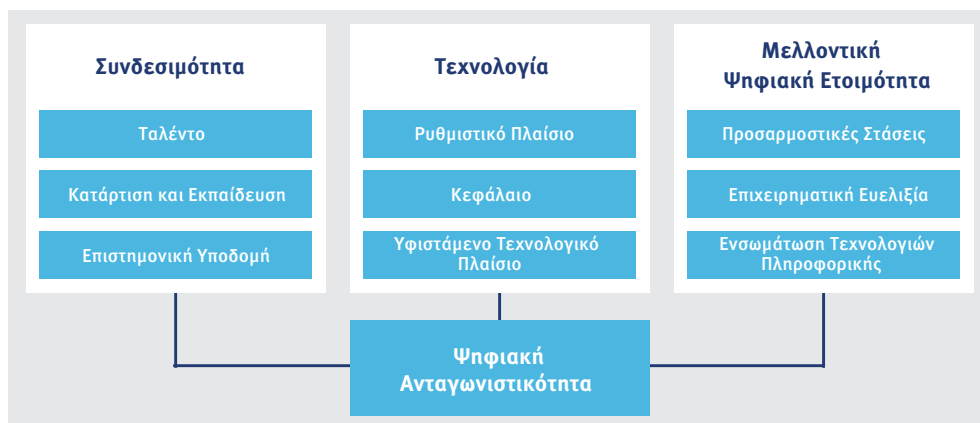 Συνδεσιμότητα
Ταλέντο
Κατάρτιση και Εκπαίδευση
Επιστημονική Υποδομή
Τεχνολογία
Ρυθμιστικό Πλαίσιο
Κεφάλαιο
Υφιστάμενο Τεχνολογικό
Πλαίσιο
Μελλοντική
Ψηφιακή Ετοιμότητα
Προσαρμοστικές Στάσεις
Επιχειρηματική Ευελιξία
Ενσωμάτωση Τεχνολογιών
Πληροφορικής
Ψηφιακή
Ανταγωνιστικότητα